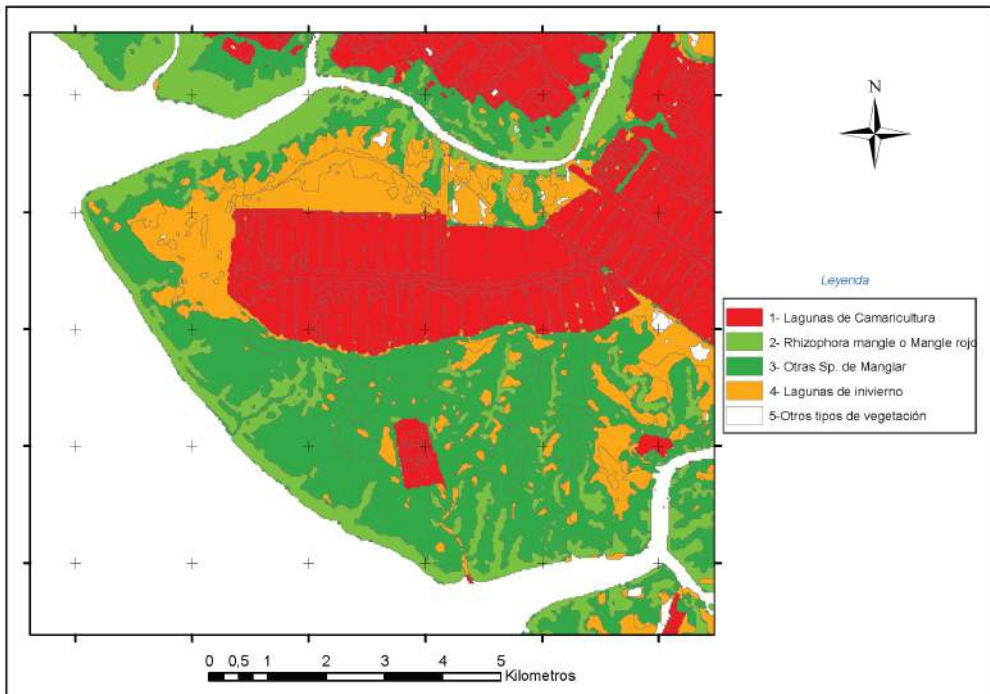 N
Leyenda
1- Lagunas de Camaricultura
2- Rhizophora mangle o Mangle rojo
3- Otras Sp. de Manglar
4- Lagunas de inivierno
5-Otros tipos de vegetación
0 0,5 1 2 3 4 5
Kilometros